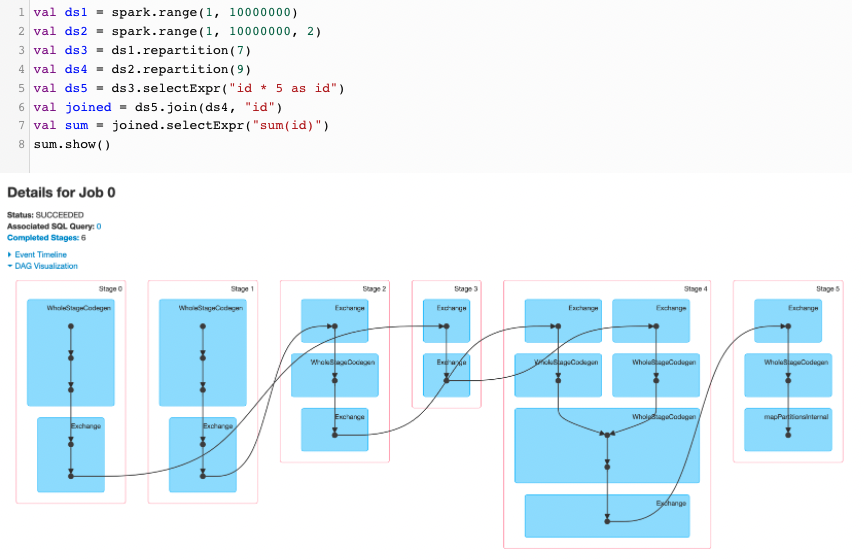 1 val ds1 = spark.range(1, 10000000)
2 val ds2 = spark.range(1, 10000000, 2)
3 val ds3 = ds1.repartition(7)
4 val ds4 = ds2.repartition(9)
5 val ds5 = ds3.selectExpr("id * 5 as id")
6 val joined = ds5.join(ds4, "id")
7 val sum = joined.selectExpr("sum(id)")
8 sum.show()
Details for Job 0
Status: SUCCEEDED
Associated SQL Query: 0
Completed Stages: 6
Event Timeline
DAG Visualization
Stage 0
WholeStageCodegen
Exchange
Stage 1
WholeStageCodegen
Exchange
Stage 2
Exchange
WholeStageCodegen
Exchange
Stage 3
Exchange
Exchange
Stage 4
Exchange
Exchange
WholeStageCodegen
WholeStageCodegen
WholeStageCodegen
Exchange
Stage 5
Exchange
WholeStageCodegen
mapPartitionsInternal